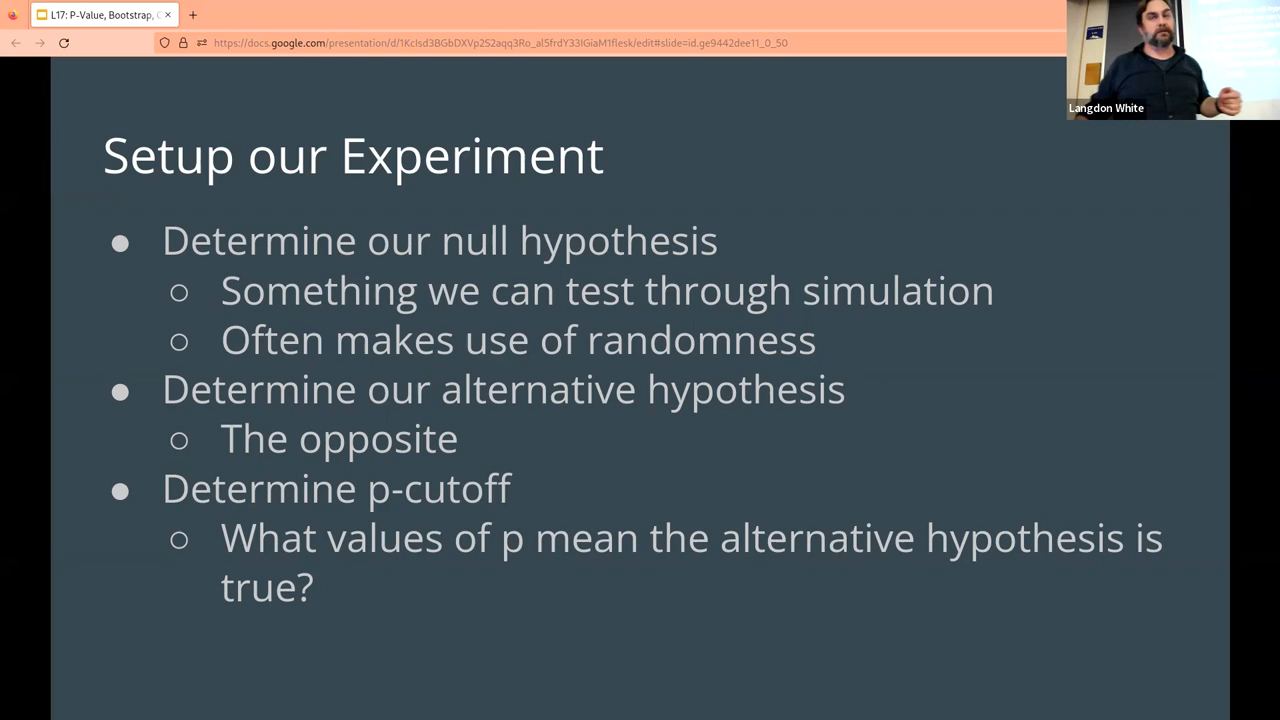 L17: P-Value, Bootstrap,
https://docs.google.com/presentation/d/1KcIsd3BGbDXVp2S2aqq3Ro_al5frdY33IGiaM1flesk/edit#slide=id.ge9442dee11_0_50
Langdon White
Setup our Experiment
● Determine our null hypothesis
○ Something we can test through simulation
○ Often makes use of randomness
● Determine our alternative hypothesis
○ The opposite
● Determine p-cutoff
○ What values of p mean the alternative hypothesis is
true?